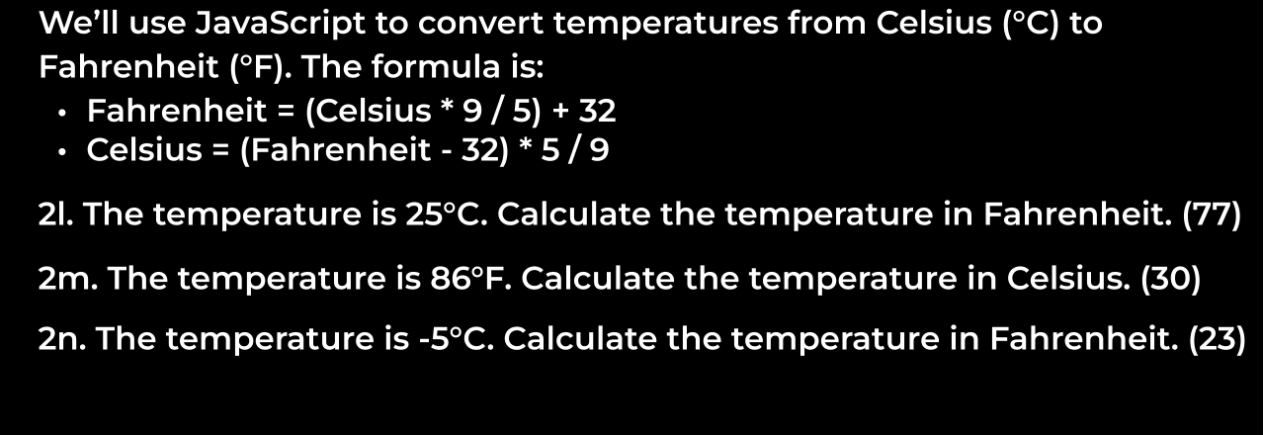 We’ll use JavaScript to convert temperatures from Celsius (°C) to
Fahrenheit (°F). The formula is:
• Fahrenheit = (Celsius * 9 / 5) + 32
• Celsius = (Fahrenheit - 32) * 5 / 9
2l. The temperature is 25°C. Calculate the temperature in Fahrenheit. (77)
2m. The temperature is 86°F. Calculate the temperature in Celsius. (30)
2n. The temperature is -5°C. Calculate the temperature in Fahrenheit. (23)